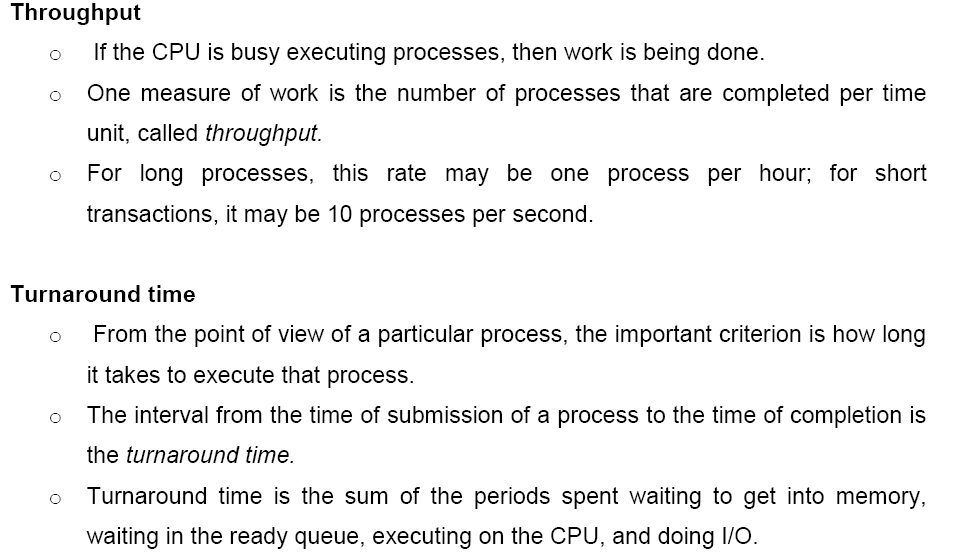 Throughput
○ If the CPU is busy executing processes, then work is being done.
○ One measure of work is the number of processes that are completed per time
unit, called throughput.
○ For long processes, this rate may be one process per hour; for short
transactions, it may be 10 processes per second.
Turnaround time
○ From the point of view of a particular process, the important criterion is how long
it takes to execute that process.
○ The interval from the time of submission of a process to the time of completion is
the turnaround time.
○ Turnaround time is the sum of the periods spent waiting to get into memory,
waiting in the ready queue, executing on the CPU, and doing I/O.